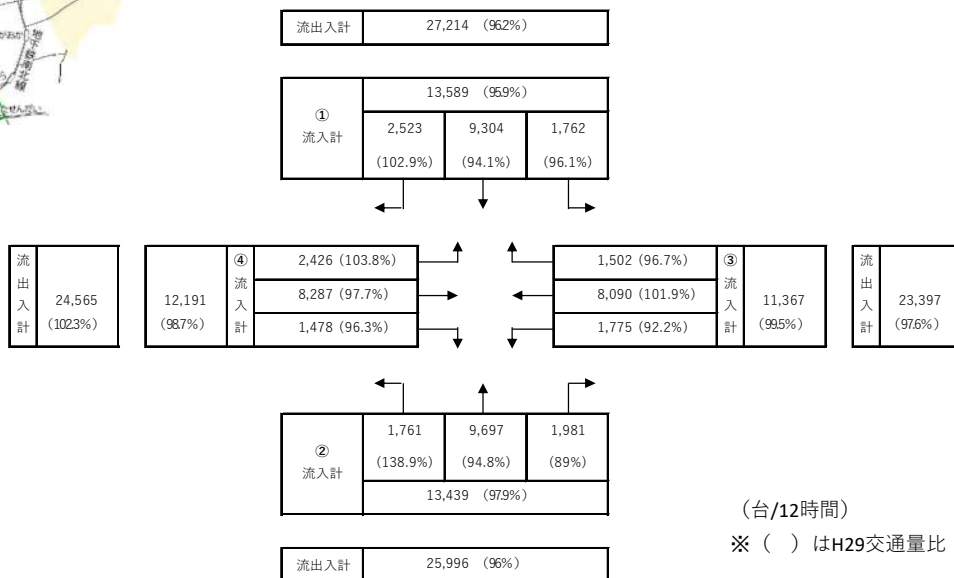 流出入計 27,214 (96.2%)
① 流入計
13,589 (95.9%)
2,523 9,304 1,762
(102.9%) (94.1%) (96.1%)
流出入計 24,565 (102.3%)
12,191 (98.7%)
④ 流入計
2,426 (103.8%)
8,287 (97.7%)
1,478 (96.3%)
1,502 (96.7%)
8,090 (101.9%)
1,775 (92.2%)
③ 流入計
11,367 (99.5%)
流出入計 23,397 (97.6%)
② 流入計
1,761 9,697 1,981
(138.9%) (94.8%) (89%)
13,439 (97.9%)
(台/12時間)
※ ( ) はH29交通量比
流出入計 25,996 (96%)